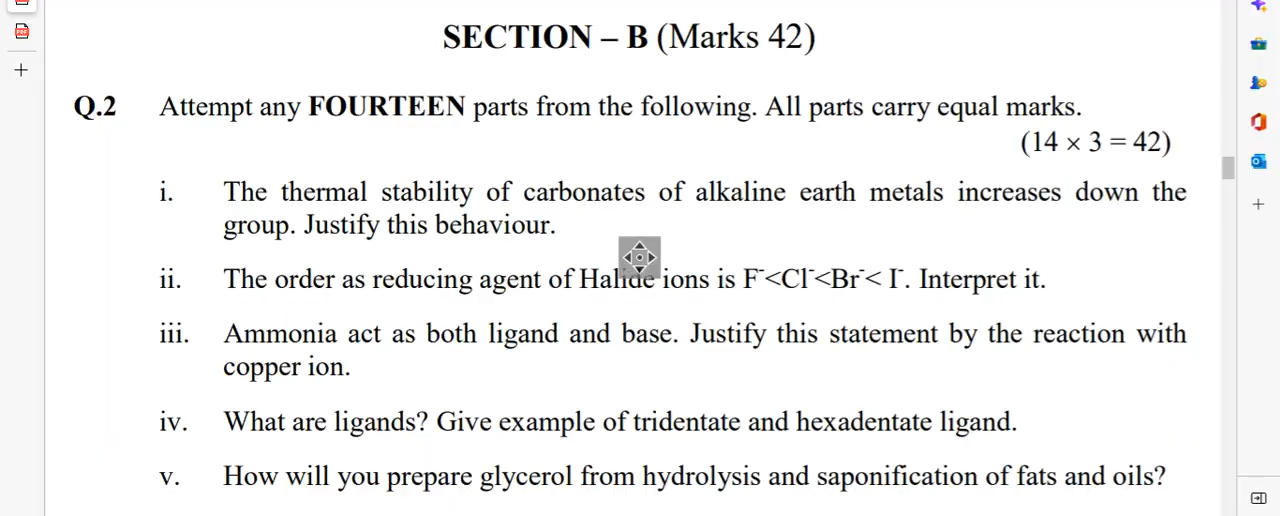 SECTION – B (Marks 42)
Q.2 Attempt any FOURTEEN parts from the following. All parts carry equal marks.
(14 × 3 = 42)
i. The thermal stability of carbonates of alkaline earth metals increases down the
group. Justify this behaviour.
ii. The order as reducing agent of Halide ions is F⁻<Cl⁻<Br⁻< I⁻. Interpret it.
iii. Ammonia act as both ligand and base. Justify this statement by the reaction with
copper ion.
iv. What are ligands? Give example of tridentate and hexadentate ligand.
v. How will you prepare glycerol from hydrolysis and saponification of fats and oils?